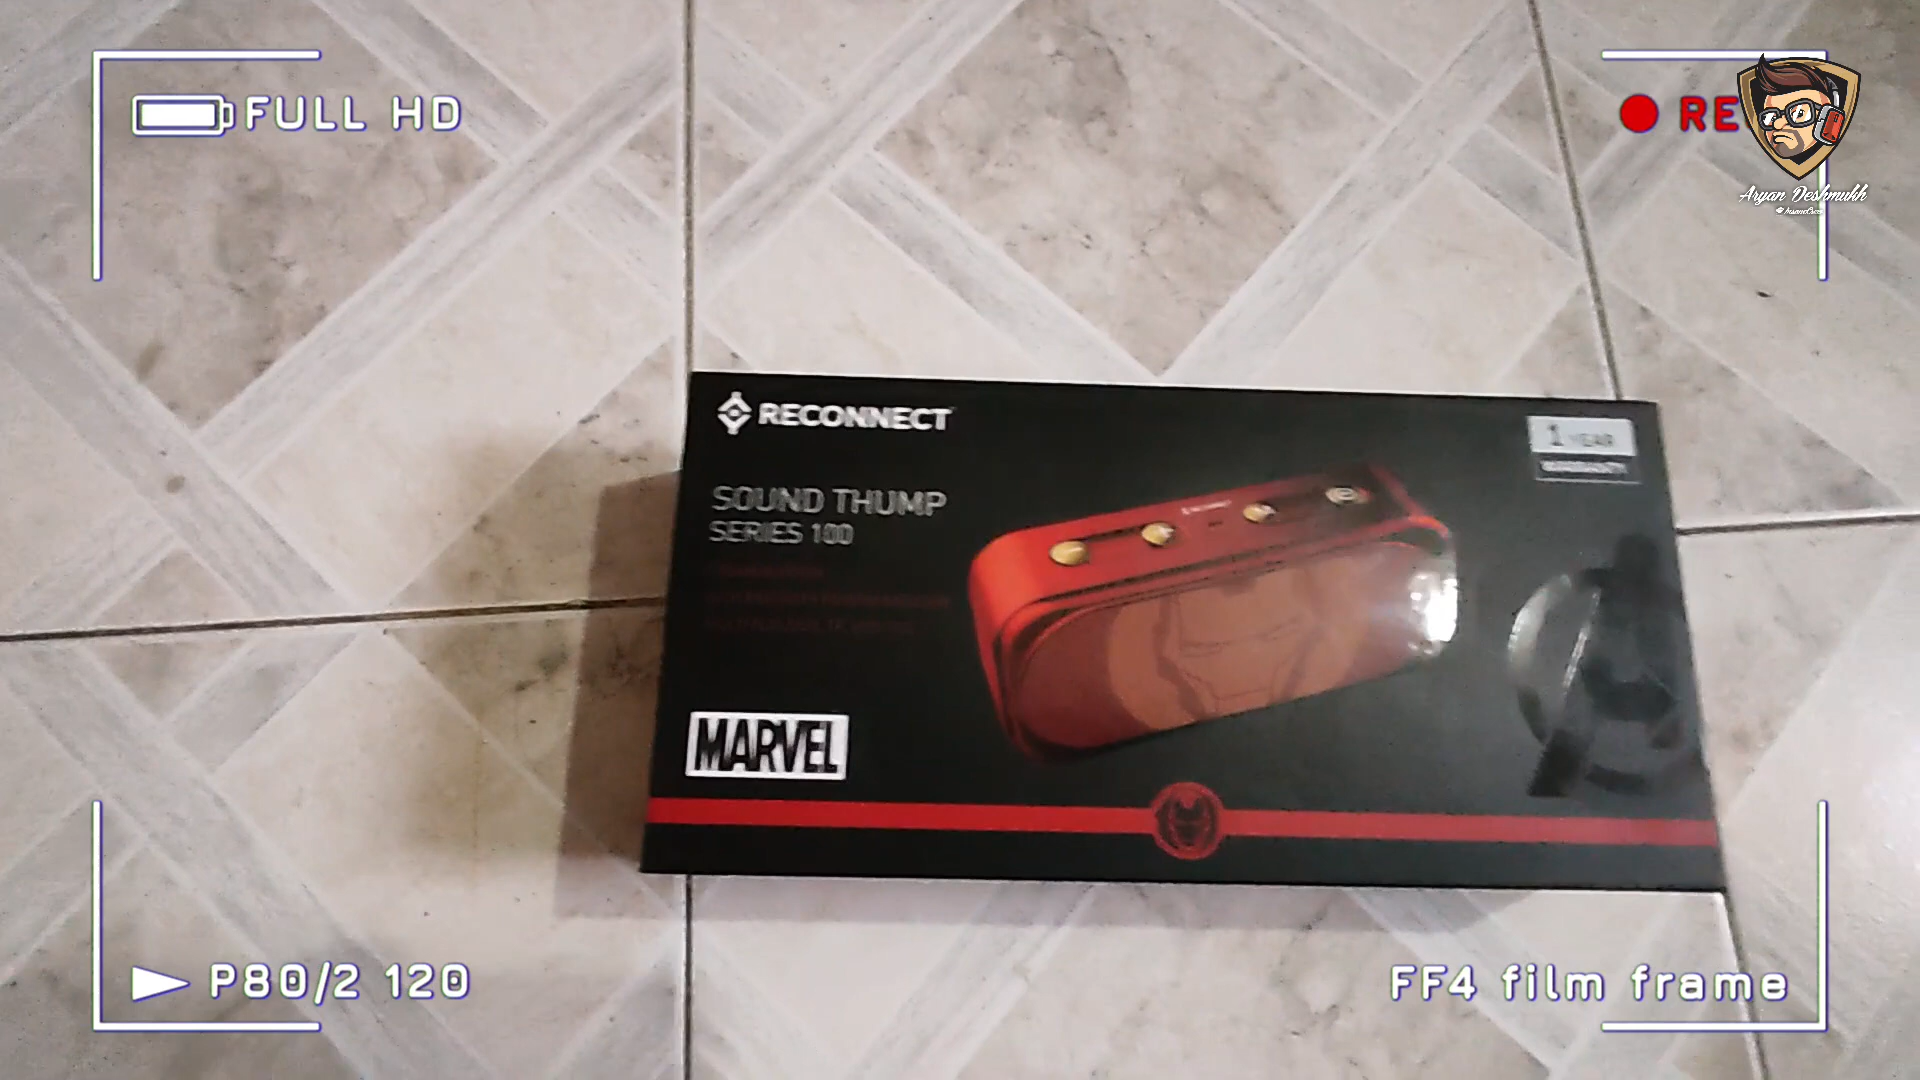 FULL HD
RE
Aryan Deshmukh
RECONNECT
1 YEAR
WARRANTY
SOUND THUMP
SERIES 100
MARVEL
P80/2 120
FF4 film frame